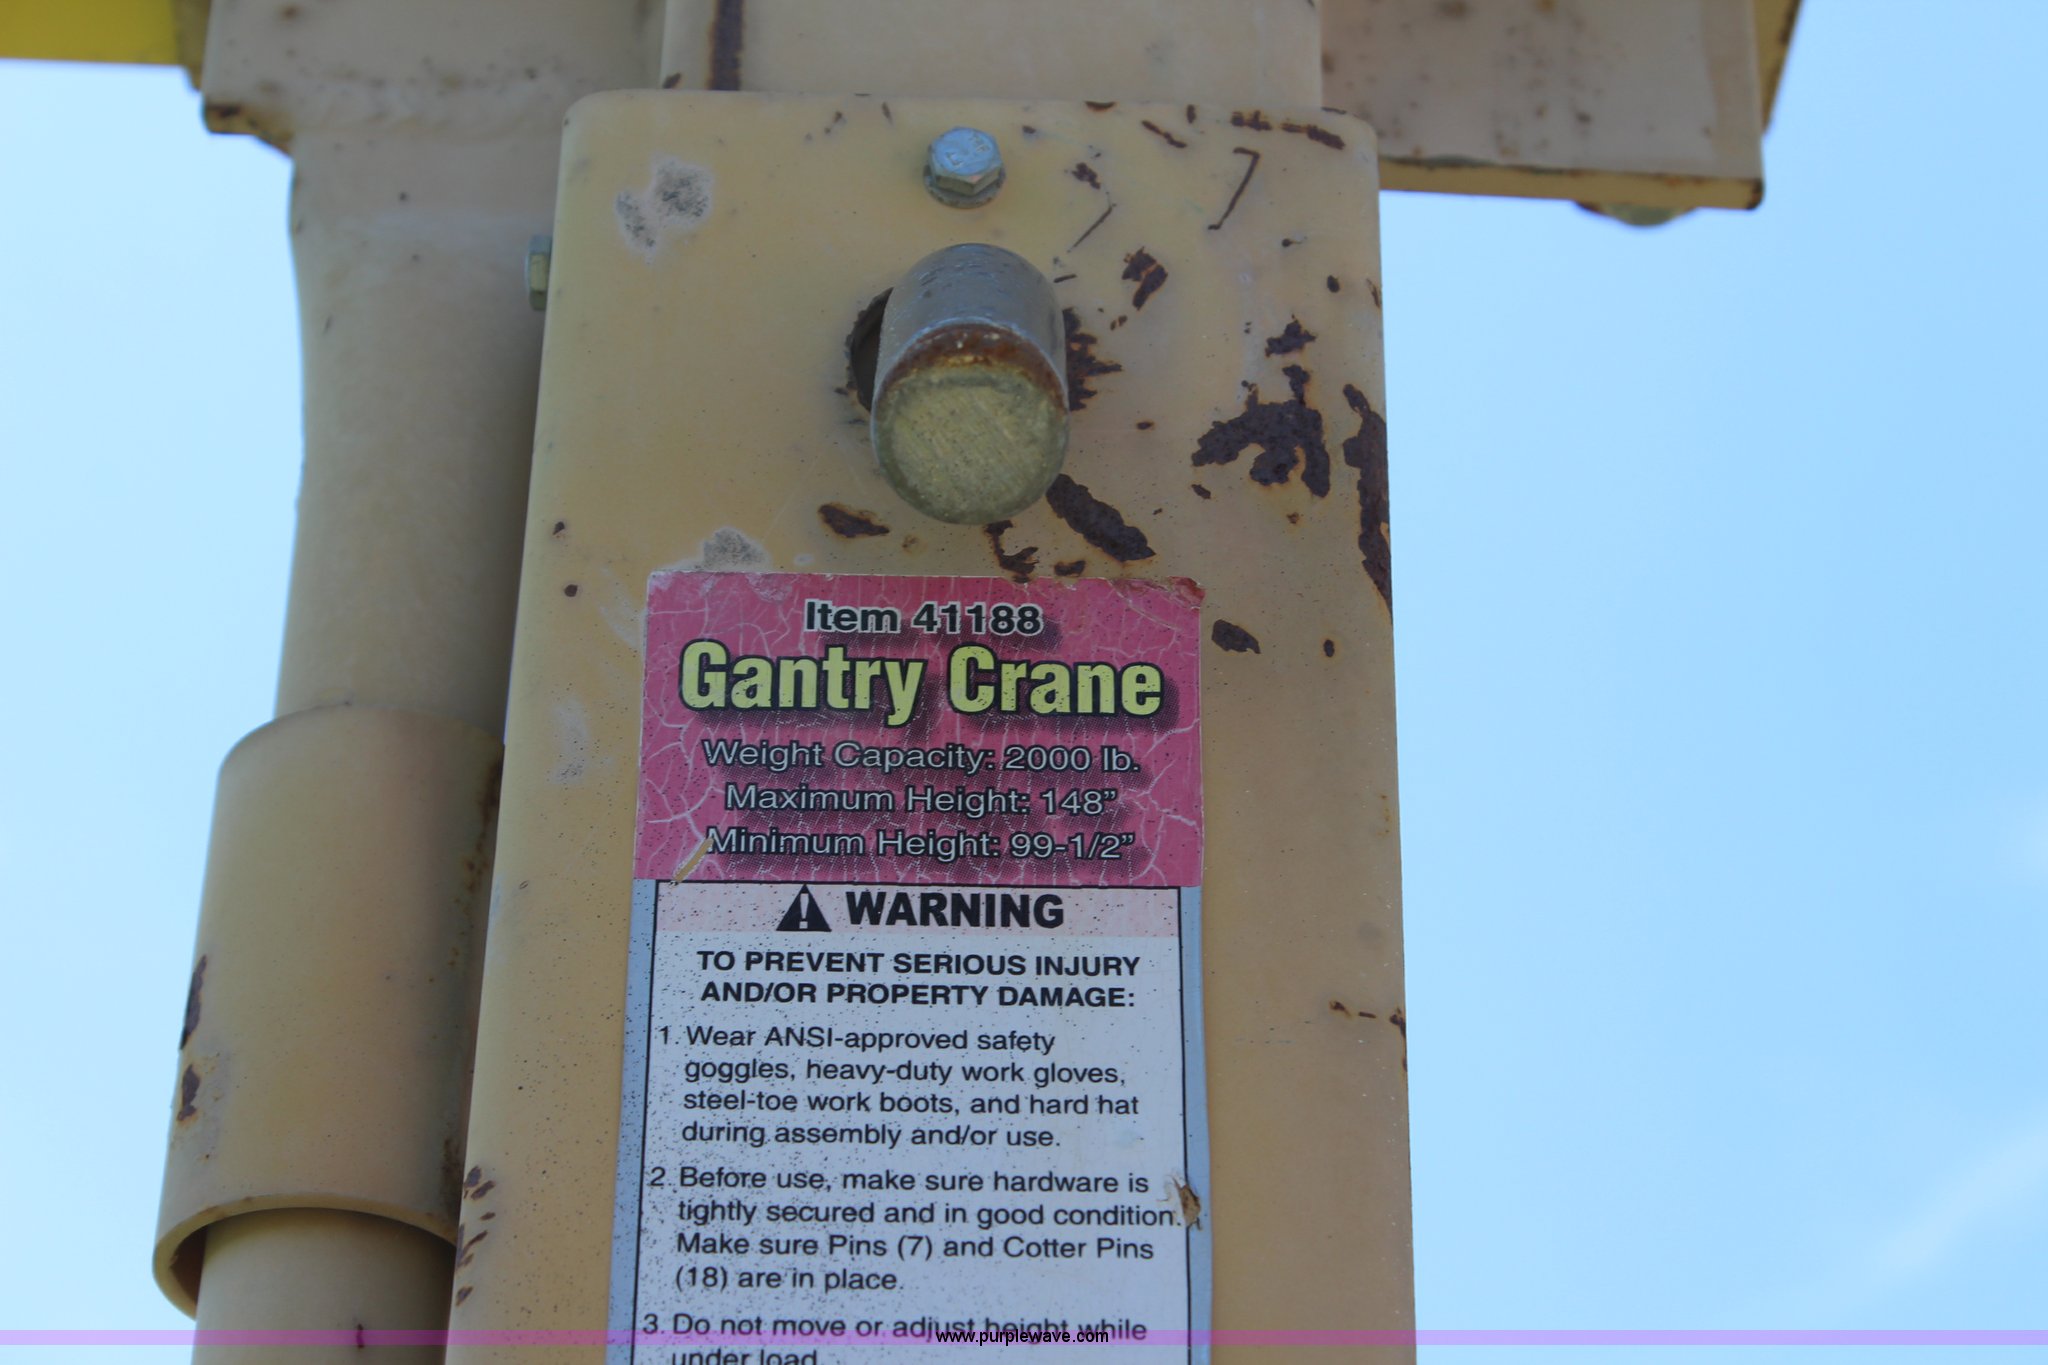 Item 41188
Gantry Crane
Weight Capacity: 2000 lb.
Maximum Height: 148”
Minimum Height: 99-1/2”
WARNING
TO PREVENT SERIOUS INJURY
AND/OR PROPERTY DAMAGE:
1. Wear ANSI-approved safety
goggles, heavy-duty work gloves,
steel-toe work boots, and hard hat
during assembly and/or use.
2. Before use, make sure hardware is
tightly secured and in good condition.
Make sure Pins (7) and Cotter Pins
(18) are in place.
3. Do not move or adjust height while
under load.
www.purplewave.com